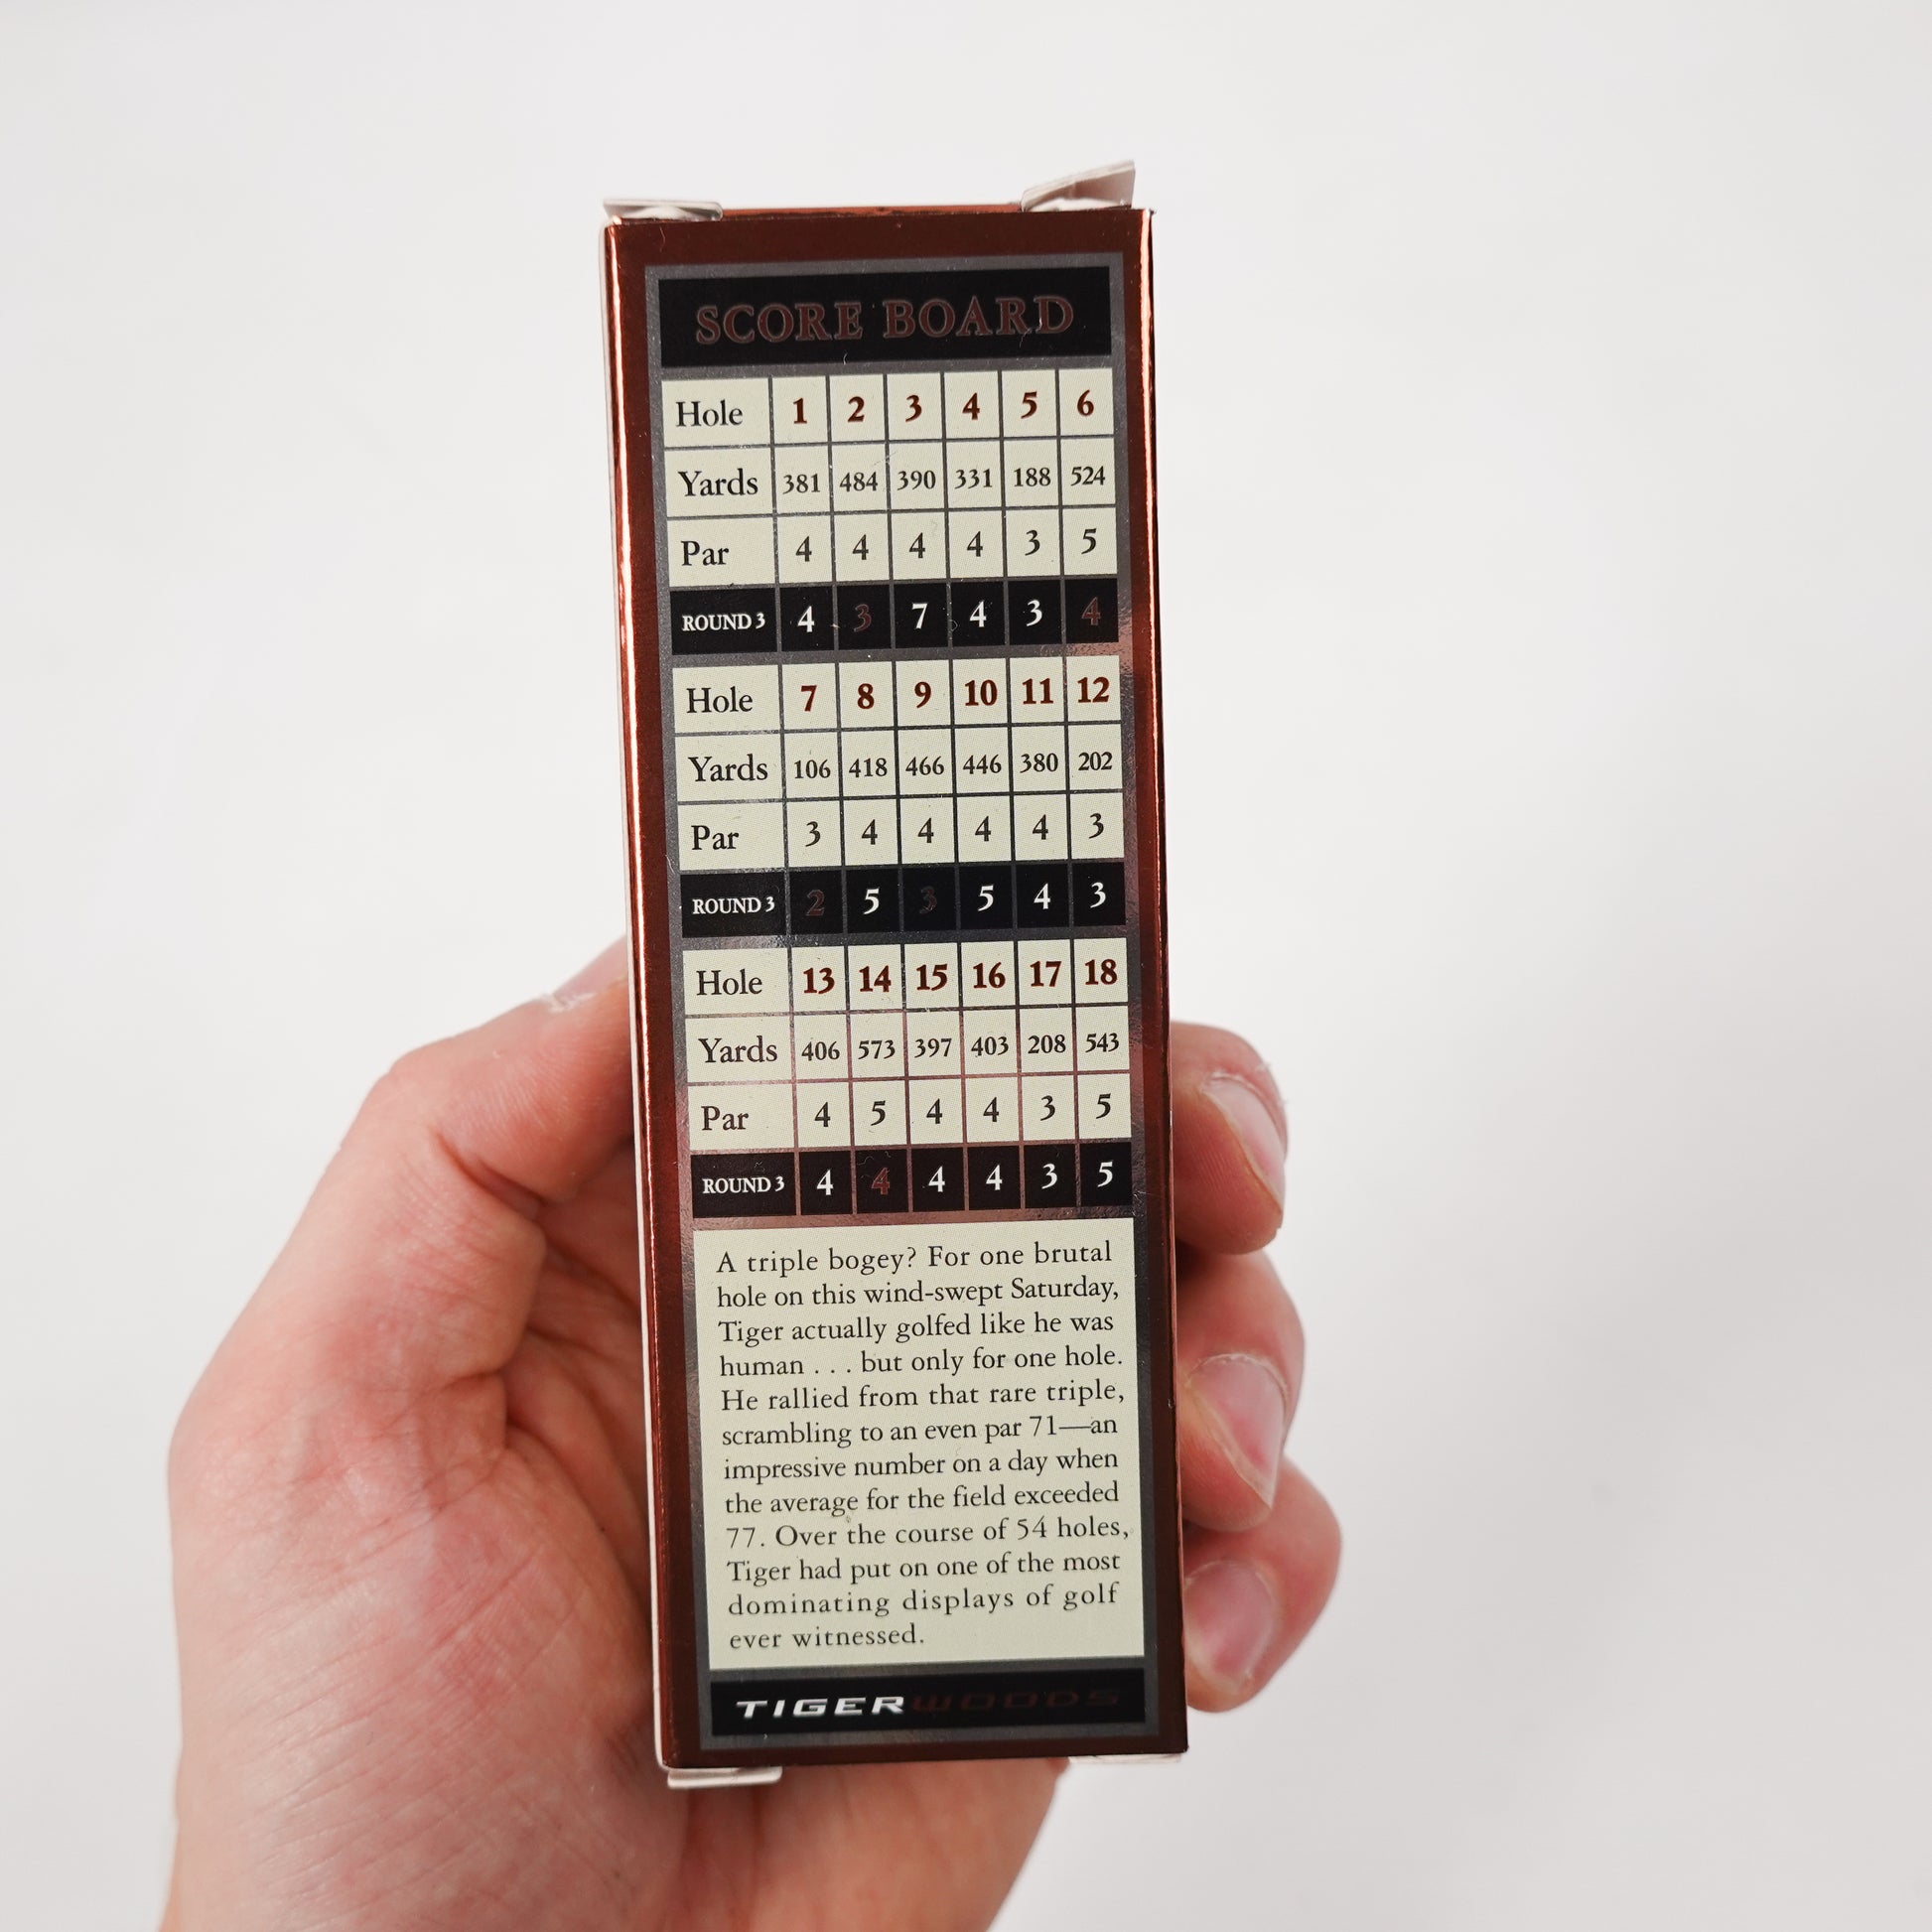 SCORE BOARD
Hole 1 2 3 4 5 6
Yards 381 484 390 331 188 524
Par 4 4 4 4 3 5
ROUND 3 4 3 7 4 3 4
Hole 7 8 9 10 11 12
Yards 106 418 466 446 380 202
Par 3 4 4 4 4 3
ROUND 3 2 5 3 5 4 3
Hole 13 14 15 16 17 18
Yards 406 573 397 403 208 543
Par 4 5 4 4 3 5
ROUND 3 4 4 4 4 3 5
A triple bogey? For one brutal
hole on this wind-swept Saturday,
Tiger actually golfed like he was
human . . . but only for one hole.
He rallied from that rare triple,
scrambling to an even par 71—an
impressive number on a day when
the average for the field exceeded
77. Over the course of 54 holes,
Tiger had put on one of the most
dominating displays of golf
ever witnessed.
TIGERWOODS